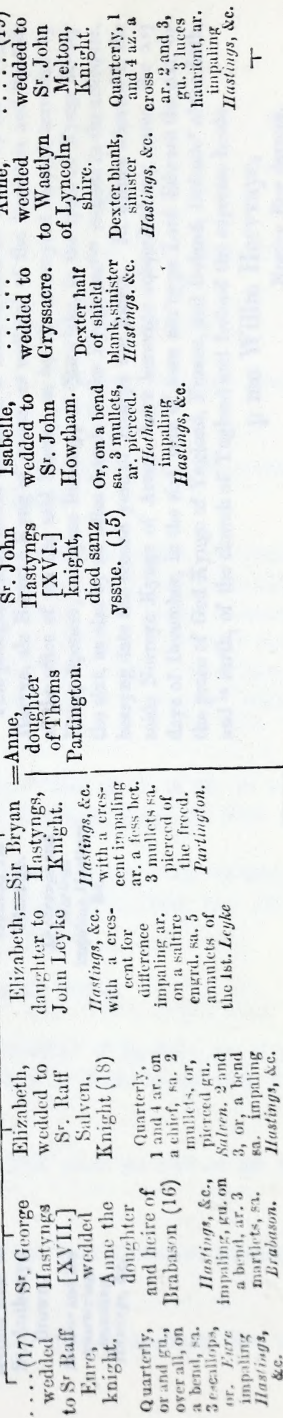 ..... (17)
wedded
to Sr Raff
Eure,
knight.
Quarterly,
or and gu.,
over all, on
a bend, sa.
3 escallops,
or. Eure
impaling
Hastings,
&c.
Sr. George
Hastyngs
[XVII.]
wedded
Anne the
doughter
and heire of
Brabason (16)
Hastings, &c.,
impaling, gu. on
a bend, ar. 3
martlets, sa.
Brabason.
Elizabeth,
wedded to
Sr. Raff
Salven,
Knight (18)
Quarterly,
1 and 4 ar. on
a chief, sa. 2
mullets, or,
pierced gu.
Salven. 2 and
3, or, a bend
sa. impaling
Hastings, &c.
Elizabeth,=Sir Bryan =Anne,
daughter to
John Leyke
Hastings, &c.
with a cres-
cent for
difference
impaling ar.
on a saltire
engrd. sa. 5
annulets of
the 1st. Leyke
Hastyngs,
Knight.
Hastings, &c.
with a cres-
cent impaling
ar. a fess bet.
3 mullets sa.
pierced of
the freed.
Partington.
doughter
of Thoms
Partington.
Sr. John
Hastyngs
[XVI.]
knight,
died sanz
yssue. (15)
Isabelle,
wedded to
Sr. John
Howtham.
Or, on a bend
sa. 3 mullets,
ar. pierced.
Hotham
impaling
Hastings, &c.
.......
wedded to
Gryssacre.
Dexter half
of shield
blank, sinister
Hastings. &c.
Anne,
wedded
to Wastlyn
of Lyncoln-
shire.
Dexter blank,
sinister
Hastings, &c.
wedded to
Sr. John
Melton,
Knight.
Quarterly, 1
and 4 az. a
cross
ar. 2 and 3,
gu. 3 luces
haurient, ar.
impaling
Hastings, &c.